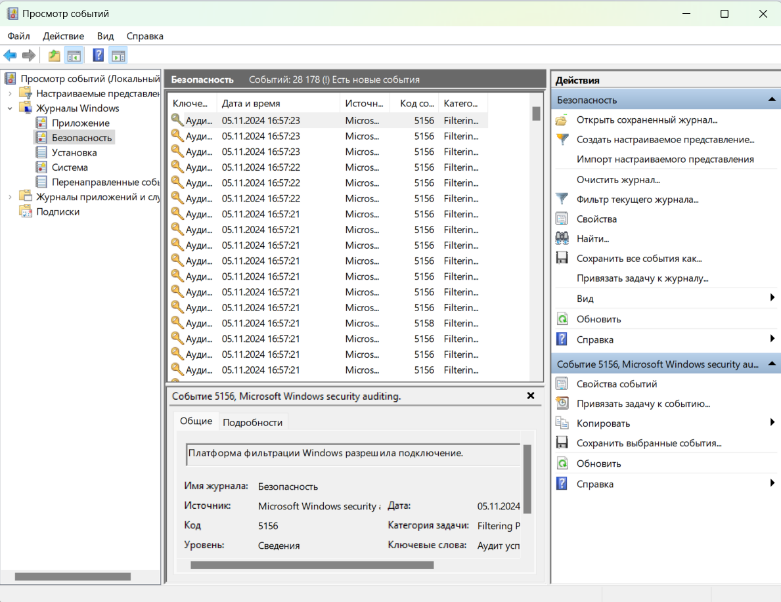 Просмотр событий
Файл Действие Вид Справка
Просмотр событий (Локальный
Настраиваемые представлен
Журналы Windows
Приложение
Безопасность
Установка
Система
Перенаправленные собы
Журналы приложений и слу
Подписки
Безопасность Событий: 28 178 (!) Есть новые события
Ключе... Дата и время Источн... Код со... Катего...
Ауди... 05.11.2024 16:57:23 Micros... 5156 Filterin...
Ауди... 05.11.2024 16:57:23 Micros... 5156 Filterin...
Ауди... 05.11.2024 16:57:23 Micros... 5156 Filterin...
Ауди... 05.11.2024 16:57:22 Micros... 5156 Filterin...
Ауди... 05.11.2024 16:57:22 Micros... 5156 Filterin...
Ауди... 05.11.2024 16:57:22 Micros... 5156 Filterin...
Ауди... 05.11.2024 16:57:21 Micros... 5156 Filterin...
Ауди... 05.11.2024 16:57:21 Micros... 5156 Filterin...
Ауди... 05.11.2024 16:57:21 Micros... 5156 Filterin...
Ауди... 05.11.2024 16:57:21 Micros... 5156 Filterin...
Ауди... 05.11.2024 16:57:21 Micros... 5156 Filterin...
Ауди... 05.11.2024 16:57:21 Micros... 5156 Filterin...
Ауди... 05.11.2024 16:57:21 Micros... 5156 Filterin...
Ауди... 05.11.2024 16:57:21 Micros... 5158 Filterin...
Ауди... 05.11.2024 16:57:21 Micros... 5156 Filterin...
Ауди... 05.11.2024 16:57:21 Micros... 5156 Filterin...
Ауди... 05.11.2024 16:57:21 Micros... 5156 Filterin...
Событие 5156, Microsoft Windows security auditing.
Общие Подробности
Платформа фильтрации Windows разрешила подключение.
Имя журнала: Безопасность
Источник: Microsoft Windows security Дата: 05.11.2024
Код 5156 Категория задачи: Filtering P
Уровень: Сведения Ключевые слова: Аудит усп
Действия
Безопасность
Открыть сохраненный журнал...
Создать настраиваемое представление...
Импорт настраиваемого представления
Очистить журнал...
Фильтр текущего журнала...
Свойства
Найти...
Сохранить все события как...
Привязать задачу к журналу...
Вид
Обновить
Справка
Событие 5156, Microsoft Windows security au...
Свойства событий
Привязать задачу к событию...
Копировать
Сохранить выбранные события...
Обновить
Справка